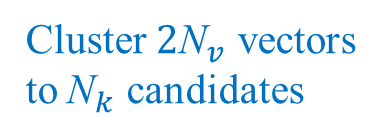 Cluster 2𝑁ᵥ vectors
to 𝑁ₖ candidates